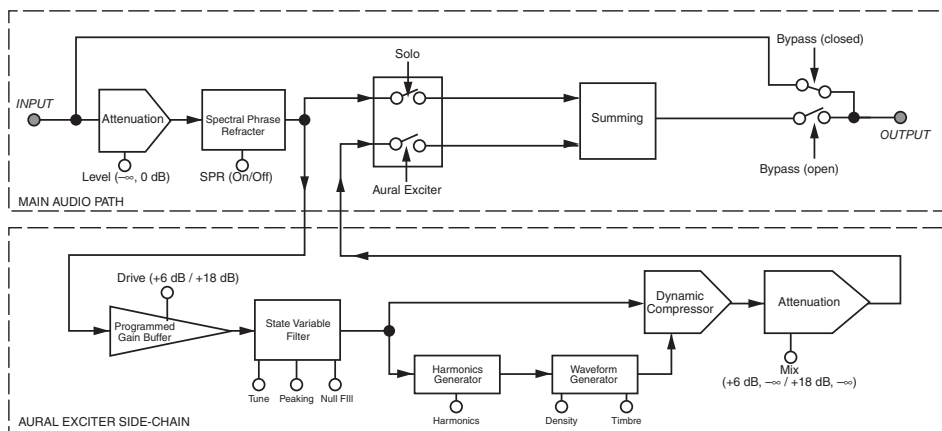 Solo
Bypass (closed)
INPUT
Attenuation
Spectral Phrase
Refracter
Summing
OUTPUT
Level (–∞, 0 dB)
SPR (On/Off)
Aural Exciter
Bypass (open)
MAIN AUDIO PATH
Drive (+6 dB / +18 dB)
Programmed
Gain Buffer
State Variable
Filter
Dynamic
Compressor
Attenuation
Harmonics
Generator
Waveform
Generator
Mix
(+6 dB, –∞ / +18 dB, –∞)
Tune
Peaking
Null FIll
Harmonics
Density
Timbre
AURAL EXCITER SIDE-CHAIN